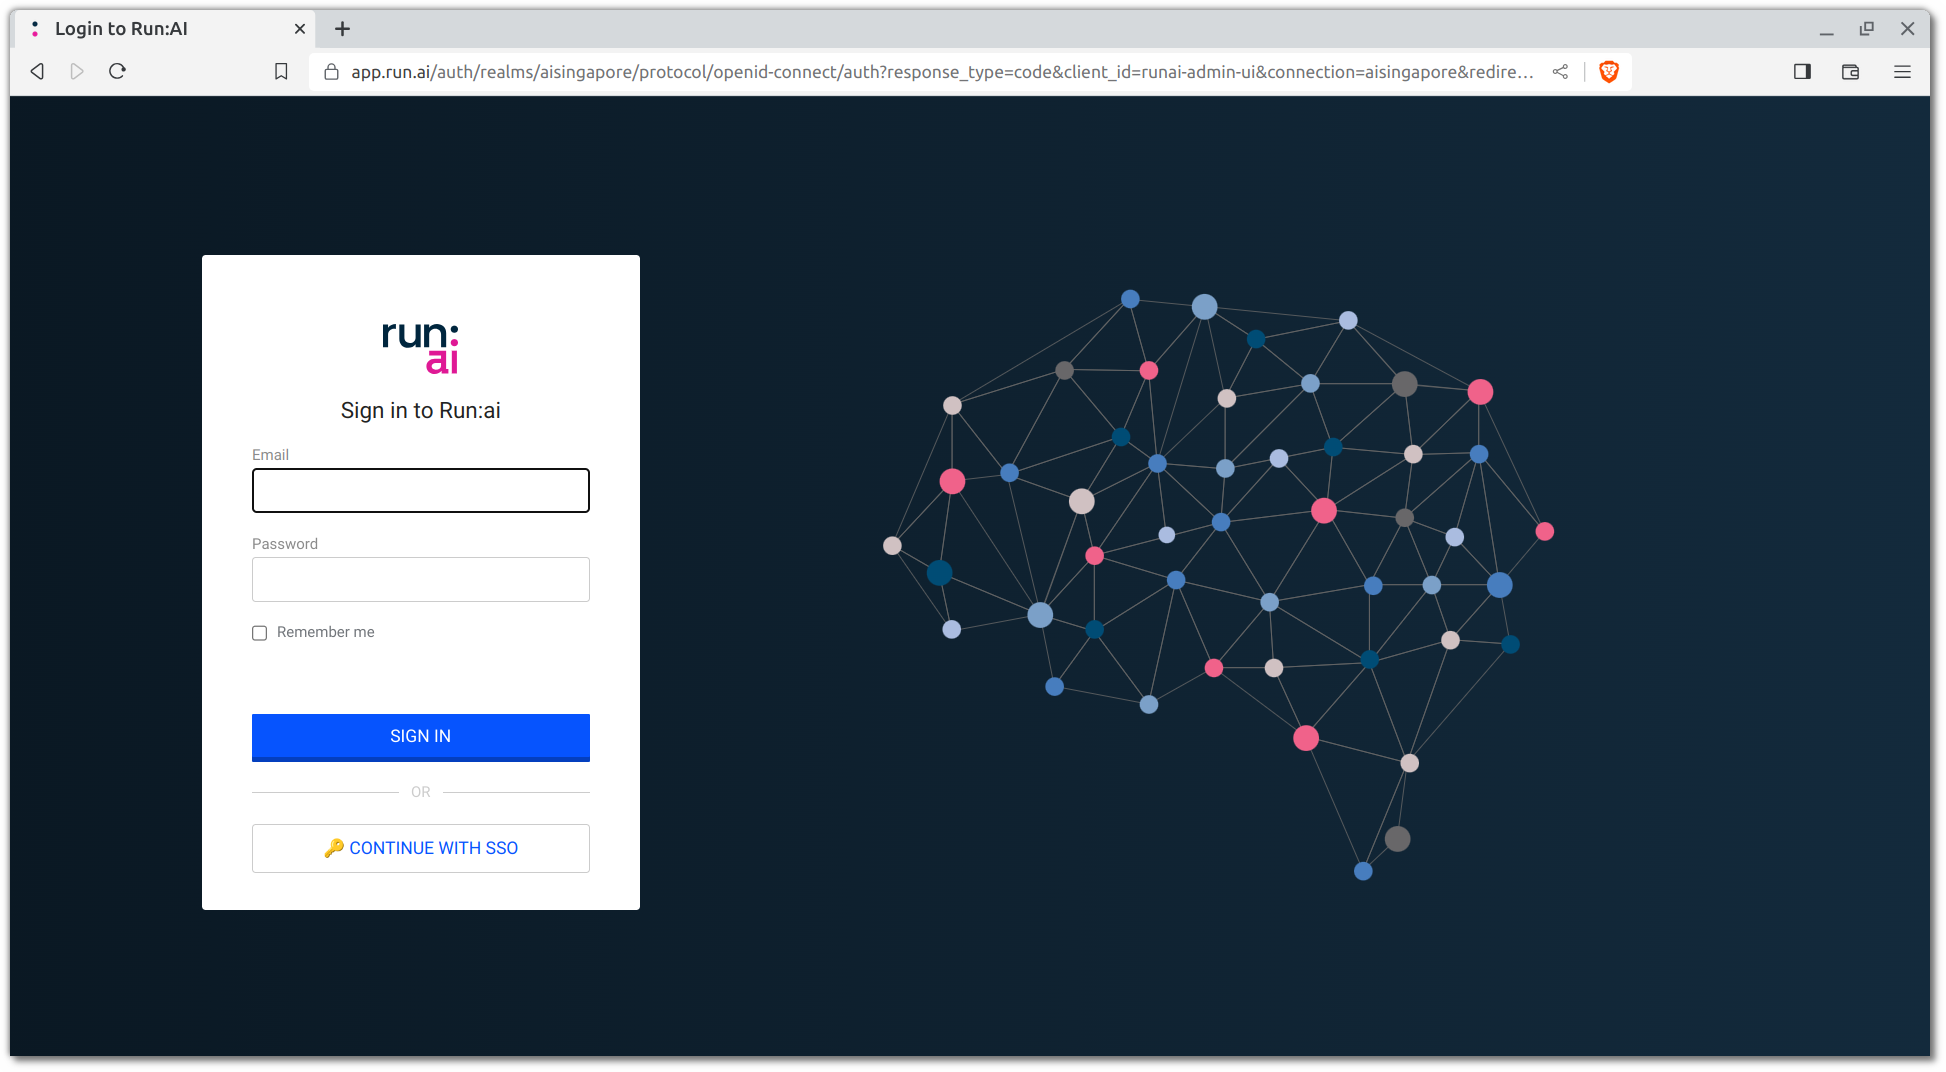 Login to Run:AI
app.run.ai/auth/realms/aisingapore/protocol/openid-connect/auth?response_type=code&client_id=runai-admin-ui&connection=aisingapore&redire...
run:
ai
Sign in to Run:ai
Email
Password
Remember me
SIGN IN
OR
CONTINUE WITH SSO